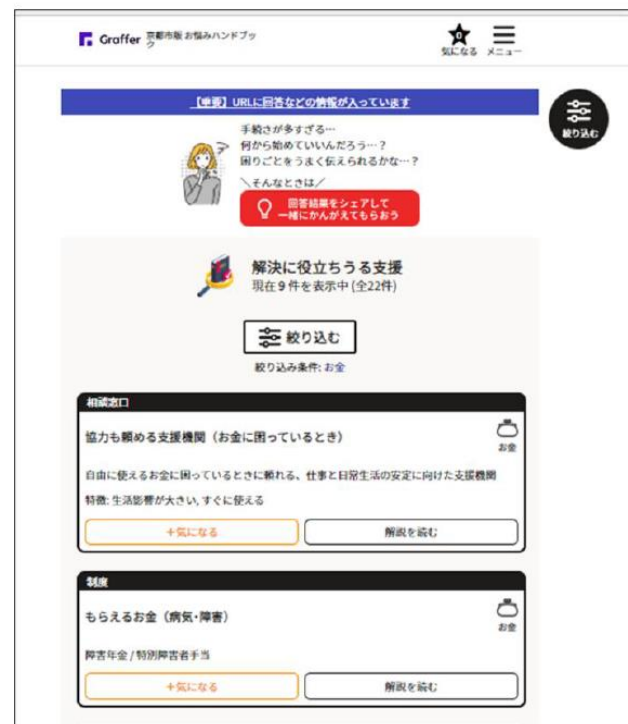 Graffer 京都市版 お悩みハンドブッ
ク
0
気になる メニュー
【重要】URLに回答などの情報が入っています
絞り込む
手続きが多すぎる…
何から始めていいんだろう…？
困りごとをうまく伝えられるかな…？
＼そんなときは／
回答結果をシェアして
一緒にかんがえてもらおう
解決に役立ちうる支援
現在9件を表示中(全22件)
絞り込む
絞り込み条件: お金
相談窓口
協力も頼める支援機関（お金に困っているとき）
お金
自由に使えるお金に困っているときに頼れる、仕事と日常生活の安定に向けた支援機関
特徴: 生活影響が大きい, すぐに使える
＋気になる 解説を読む
制度
もらえるお金（病気・障害）
お金
障害年金 / 特別障害者手当
＋気になる 解説を読む